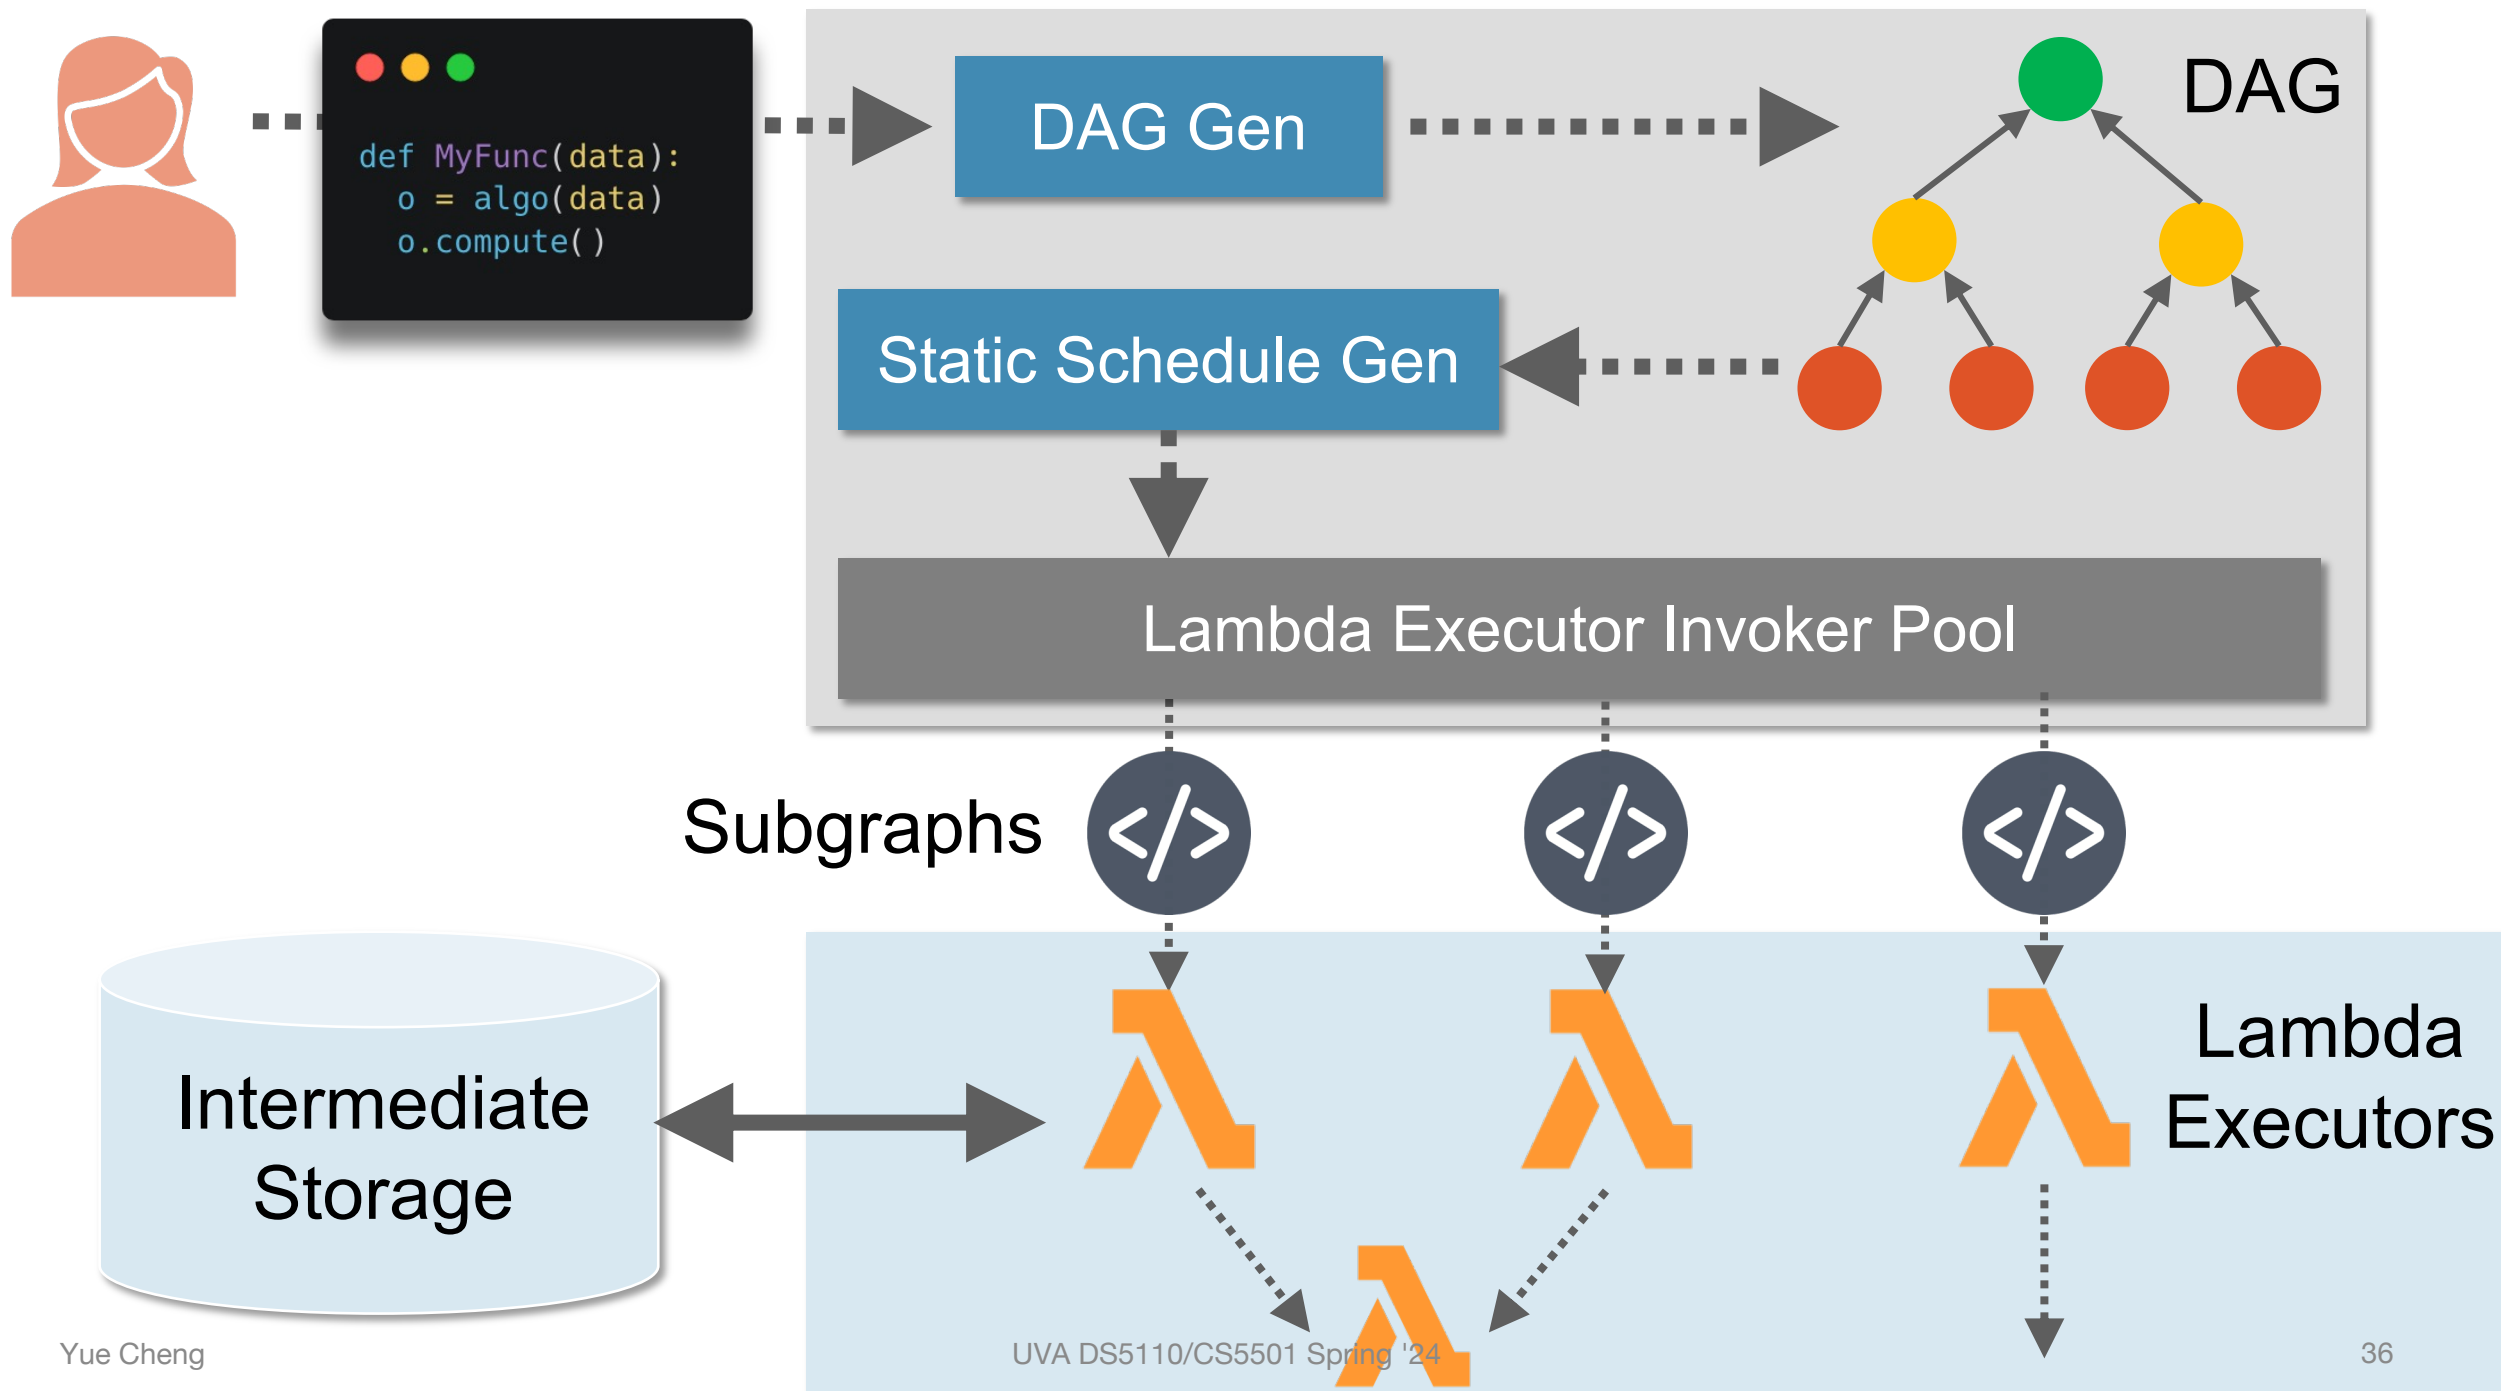 def MyFunc(data):
  o = algo(data)
  o.compute()
DAG Gen
DAG
Static Schedule Gen
Lambda Executor Invoker Pool
Subgraphs
</>
</>
</>
Intermediate
Storage
Lambda
Executors
Yue Cheng
UVA DS5110/CS5501 Spring '24
36